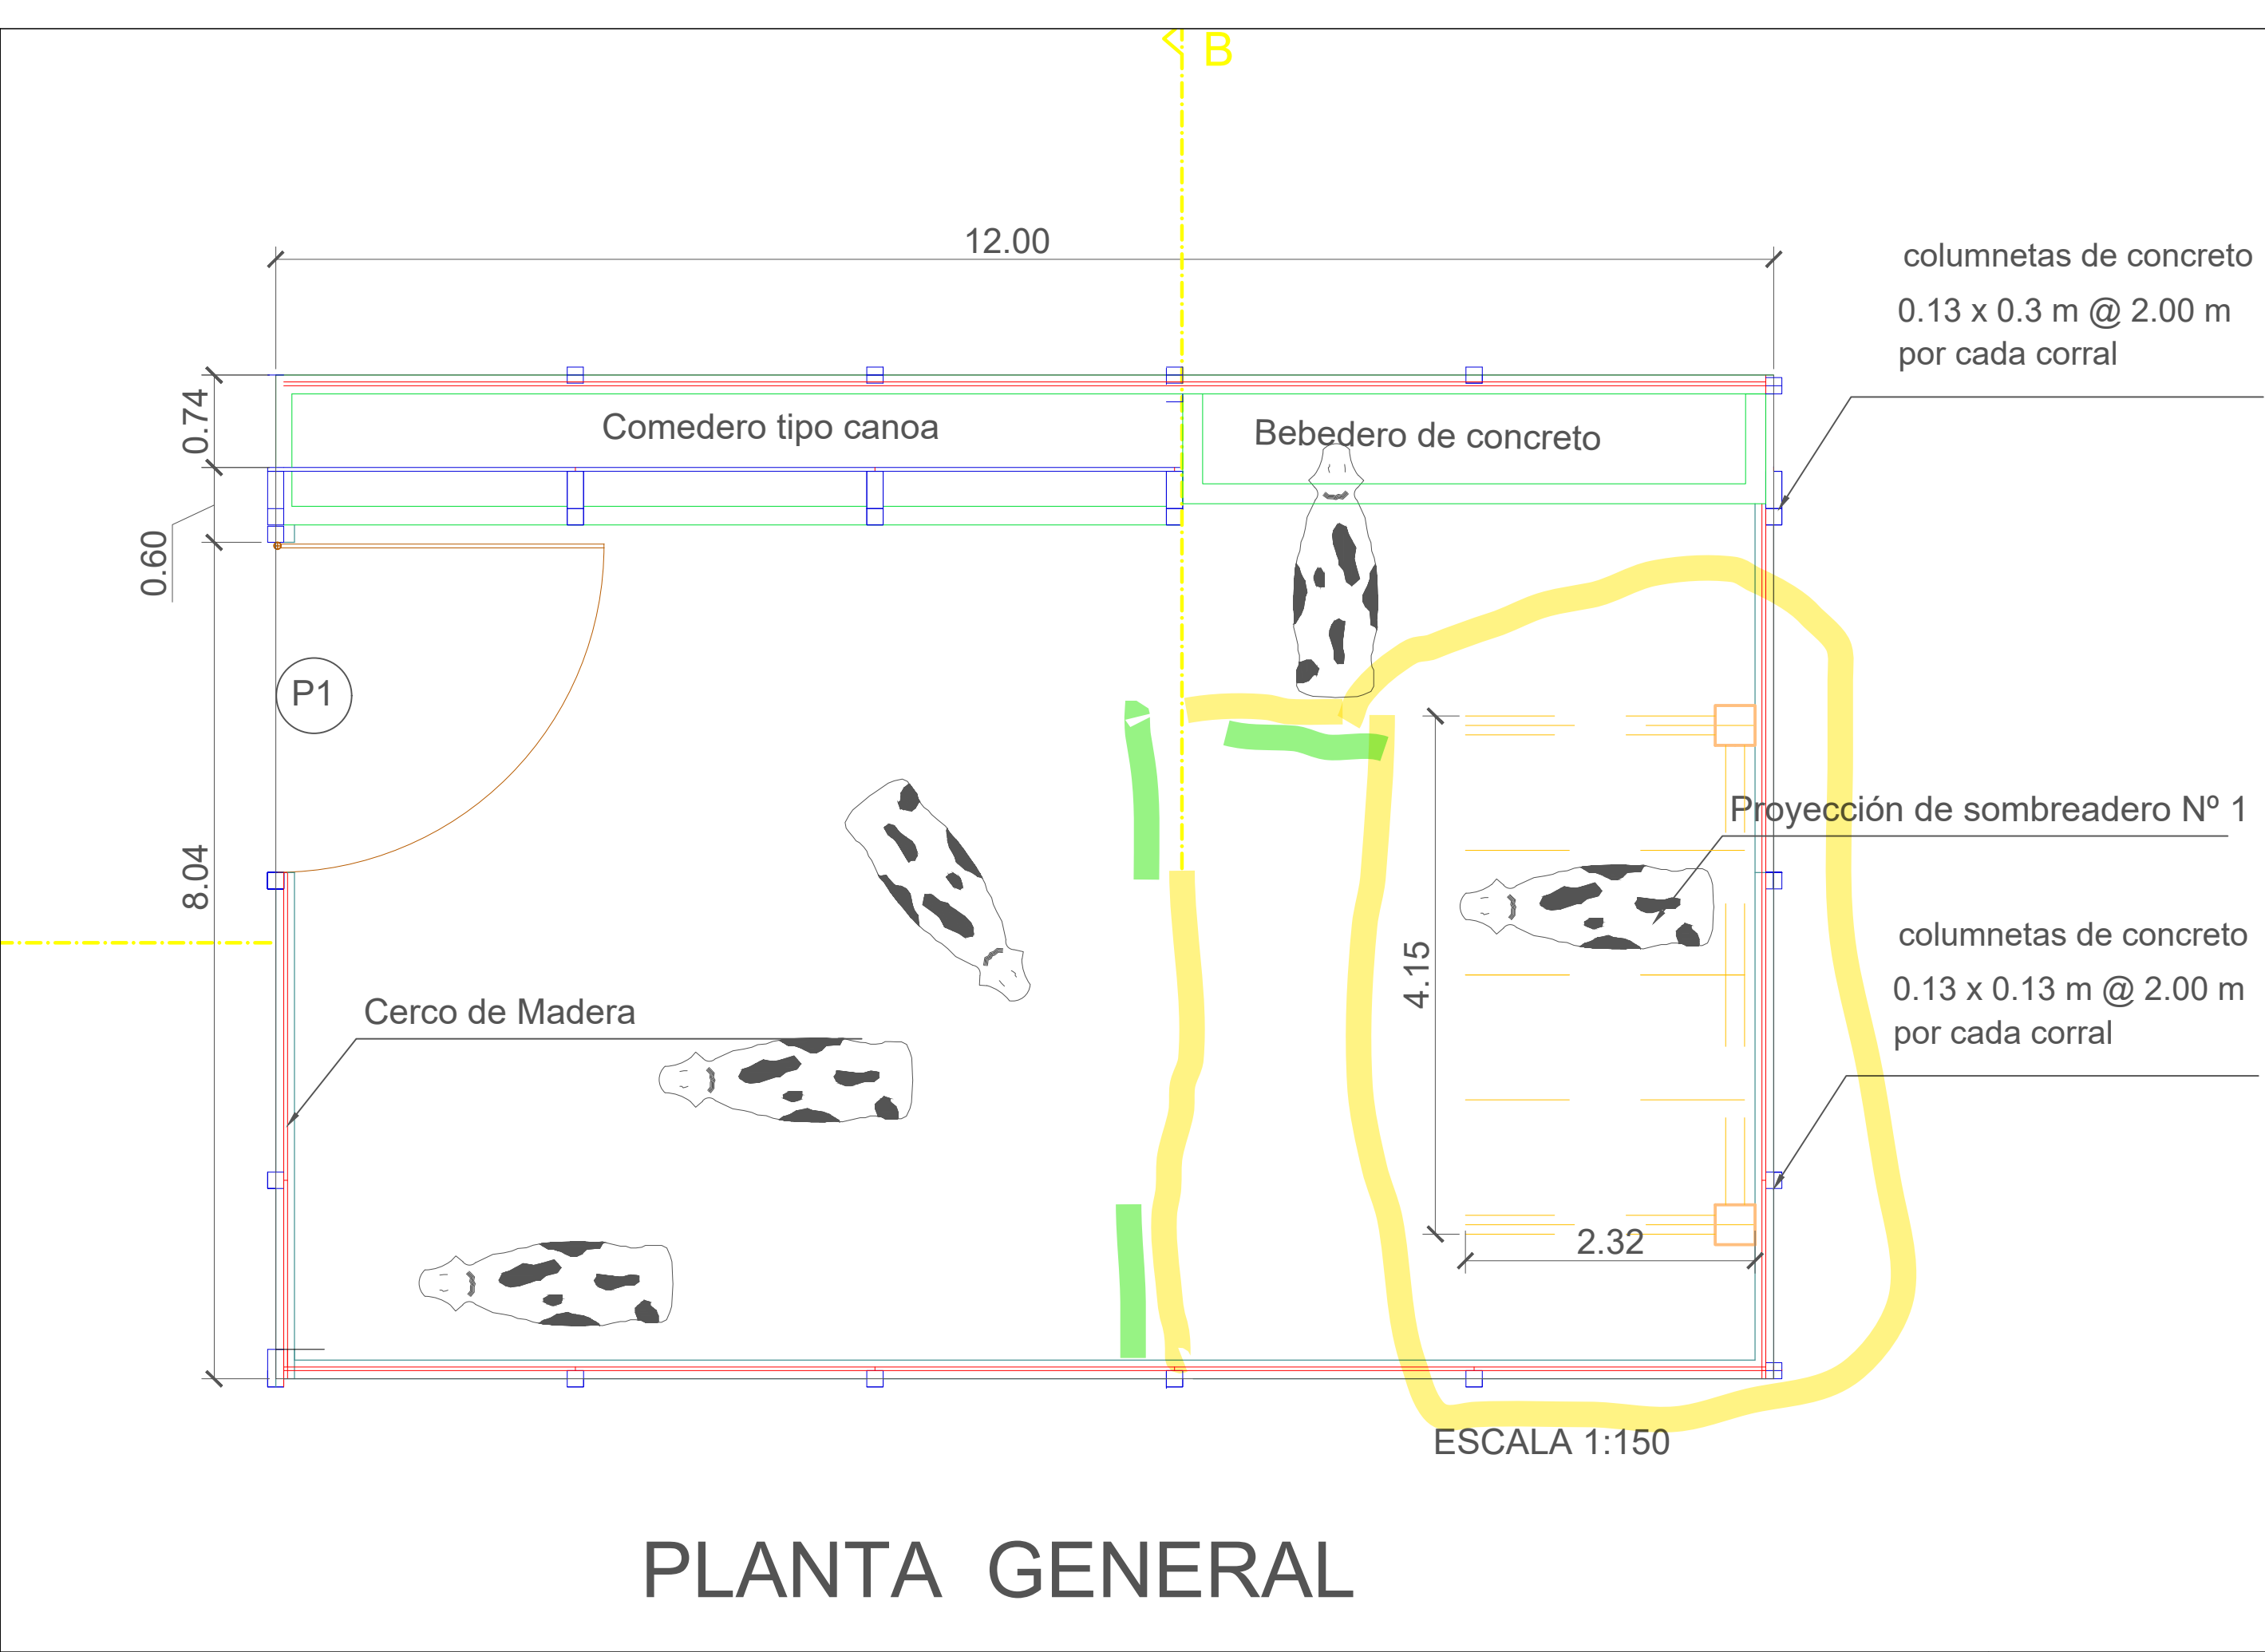 B
12.00
columnetas de concreto
0.13 x 0.3 m @ 2.00 m
por cada corral
0.74
Comedero tipo canoa
Bebedero de concreto
0.60
P1
8.04
Proyección de sombreadero Nº 1
4.15
columnetas de concreto
0.13 x 0.13 m @ 2.00 m
por cada corral
Cerco de Madera
2.32
ESCALA 1:150
PLANTA GENERAL